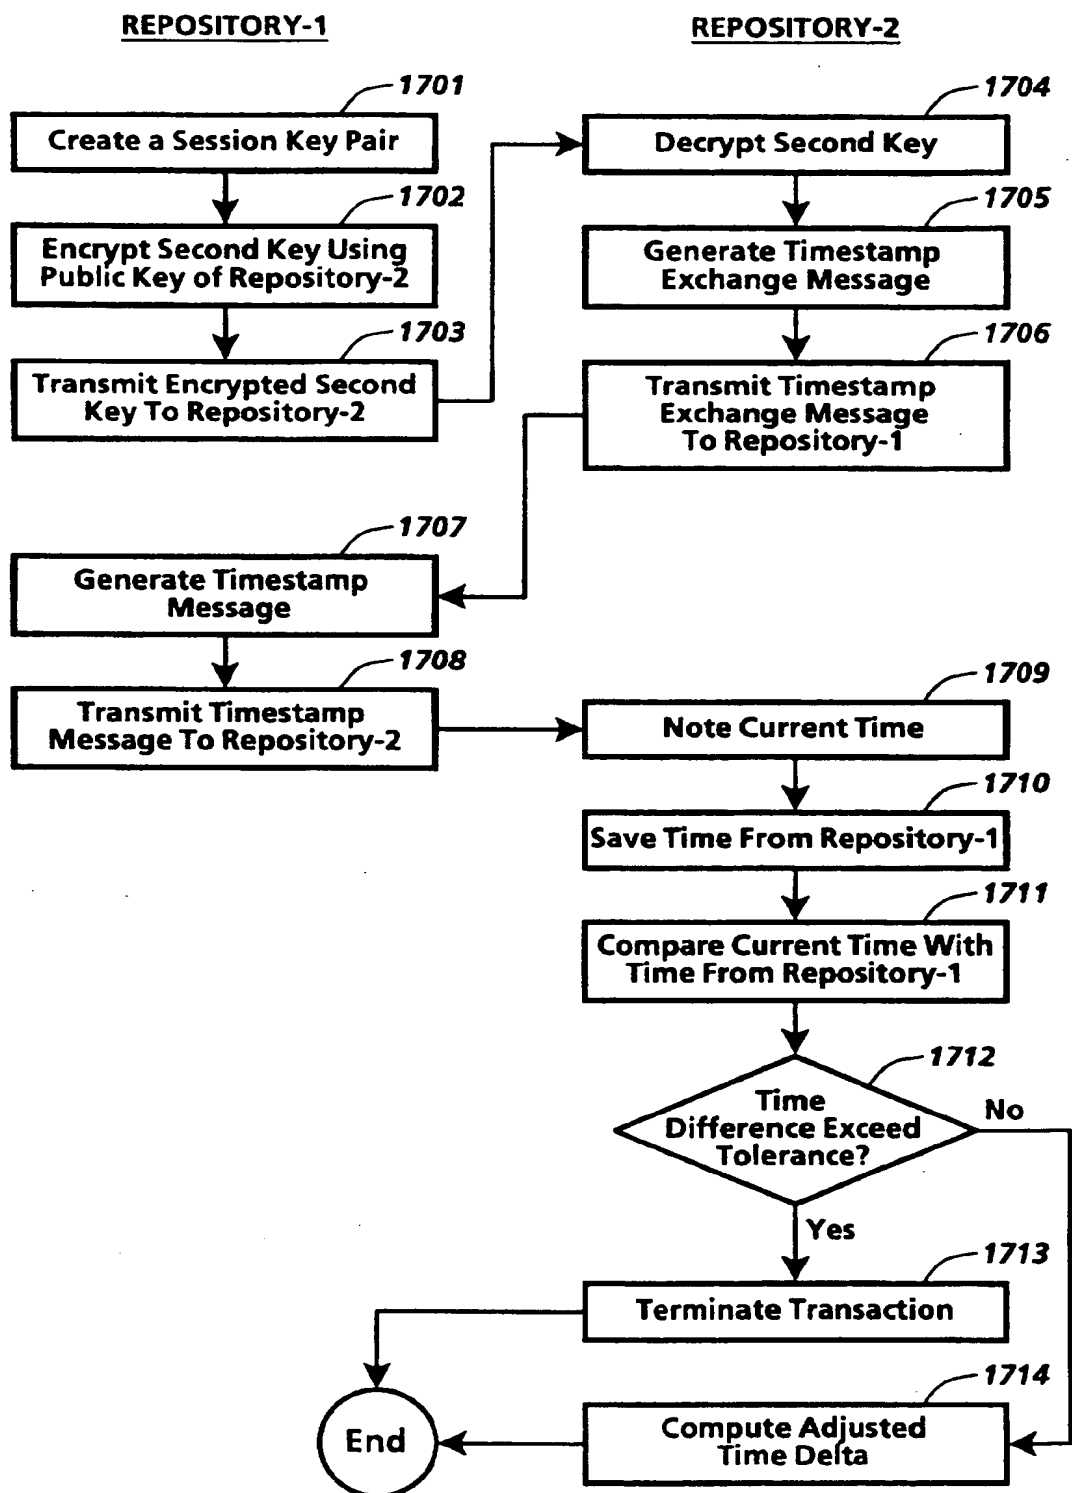 REPOSITORY-1
REPOSITORY-2
1701
Create a Session Key Pair
1702
Encrypt Second Key Using
Public Key of Repository-2
1703
Transmit Encrypted Second
Key To Repository-2
1704
Decrypt Second Key
1705
Generate Timestamp
Exchange Message
1706
Transmit Timestamp
Exchange Message
To Repository-1
1707
Generate Timestamp
Message
1708
Transmit Timestamp
Message To Repository-2
1709
Note Current Time
1710
Save Time From Repository-1
1711
Compare Current Time With
Time From Repository-1
1712
Time
Difference Exceed
Tolerance?
No
Yes
1713
Terminate Transaction
1714
Compute Adjusted
Time Delta
End